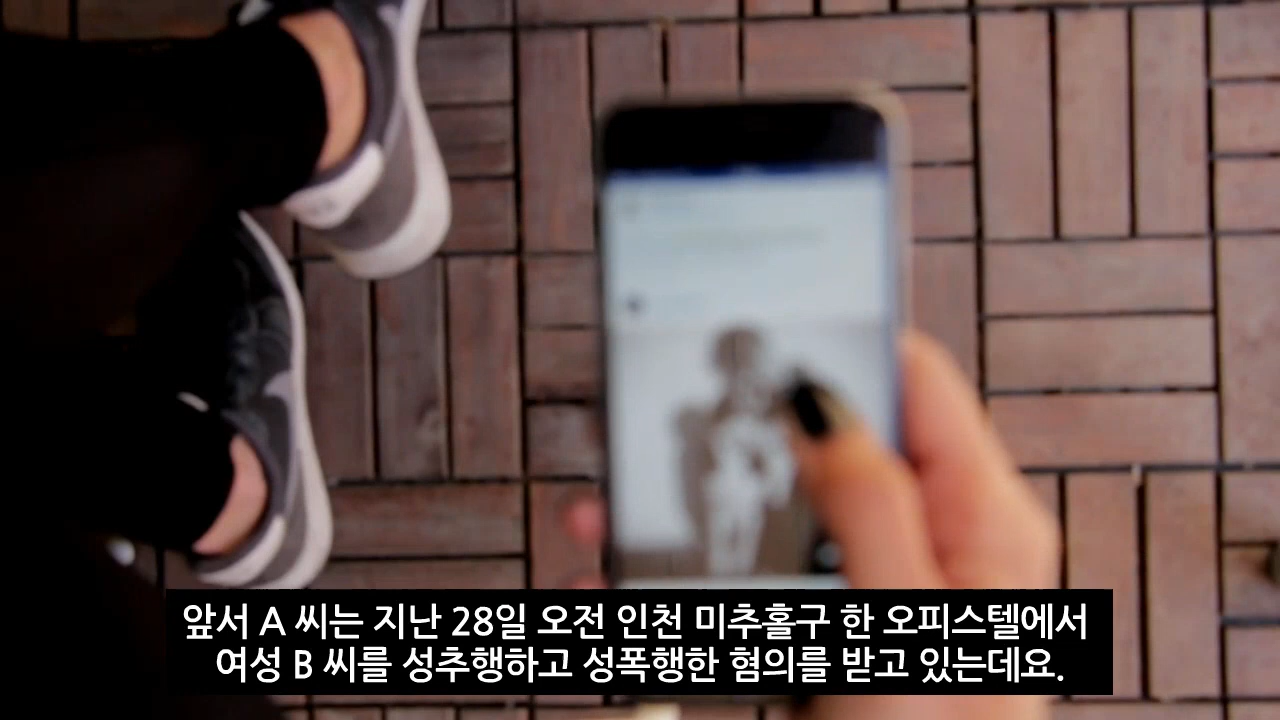 앞서 A 씨는 지난 28일 오전 인천 미추홀구 한 오피스텔에서
여성 B 씨를 성추행하고 성폭행한 혐의를 받고 있는데요.